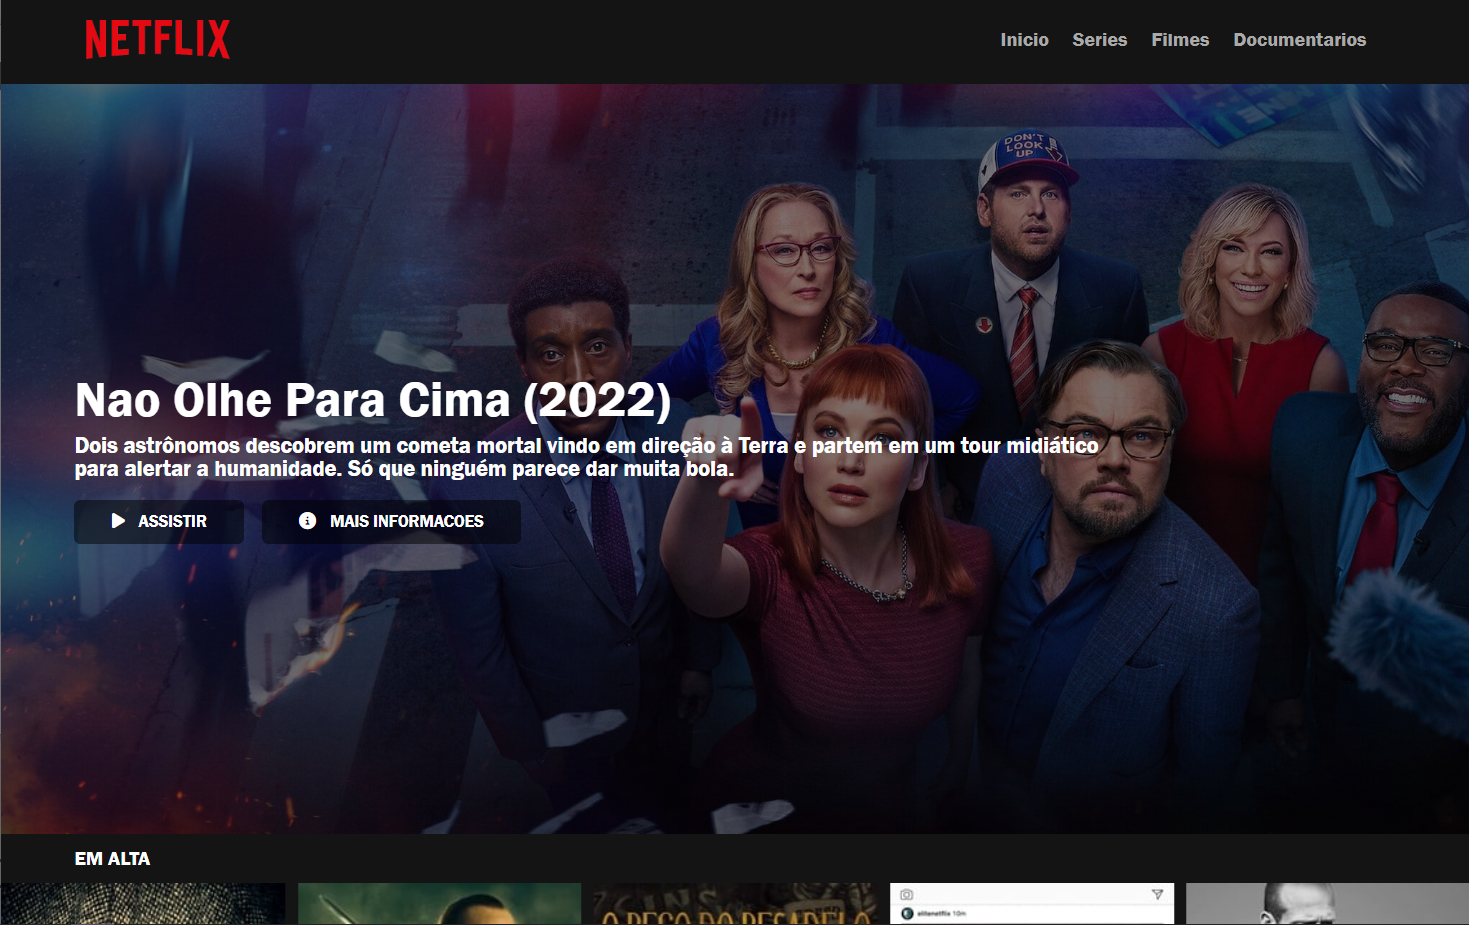 NETFLIX
Inicio Series Filmes Documentarios
DON'T
LOOK
UP
Nao Olhe Para Cima (2022)
Dois astrônomos descobrem um cometa mortal vindo em direção à Terra e partem em um tour midiático
para alertar a humanidade. Só que ninguém parece dar muita bola.
ASSISTIR
MAIS INFORMACOES
EM ALTA
O BECO DO PESADELO
10m